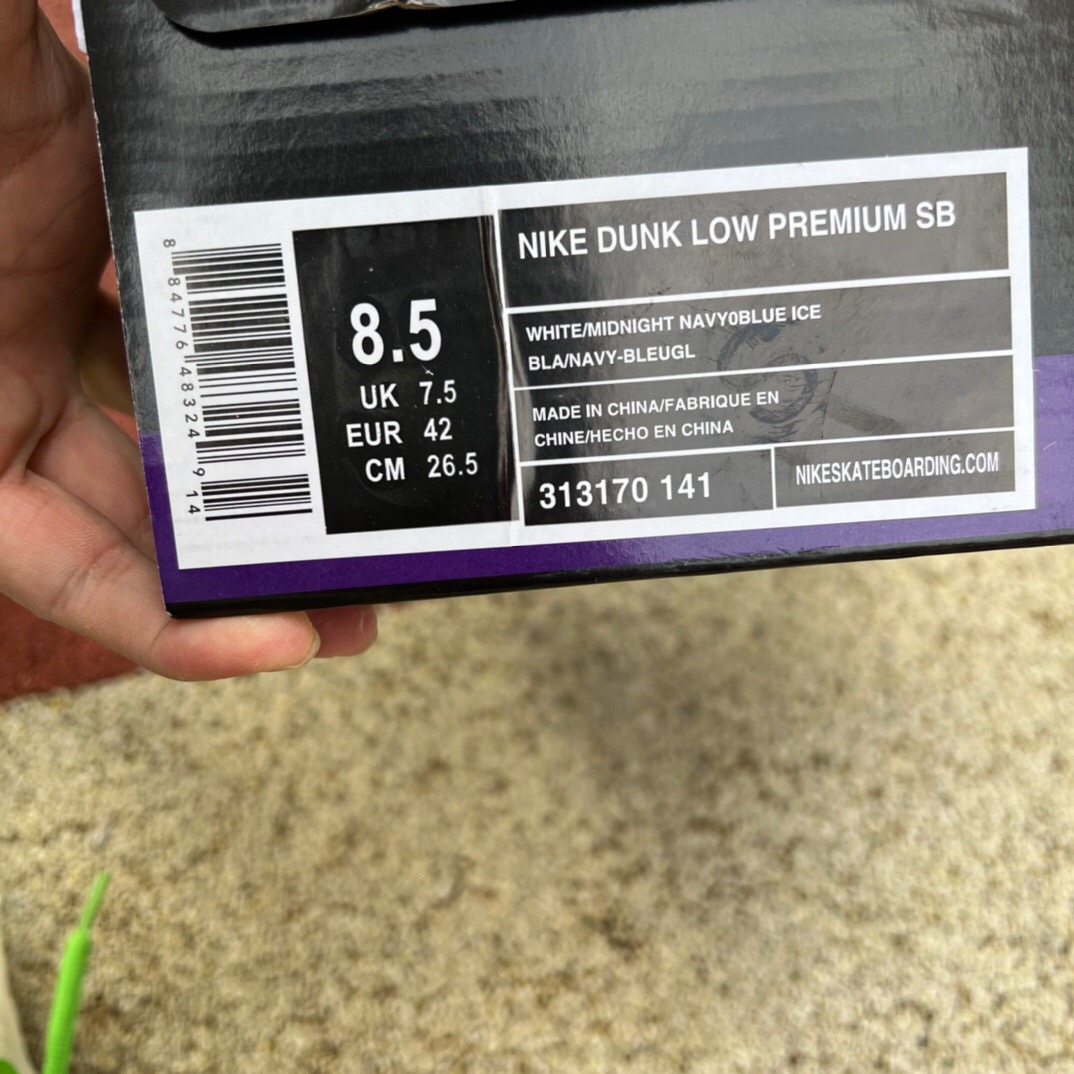 8 84776 48324 9 14
8.5
UK 7.5
EUR 42
CM 26.5
NIKE DUNK LOW PREMIUM SB
WHITE/MIDNIGHT NAVY0BLUE ICE
BLA/NAVY-BLEUGL
MADE IN CHINA/FABRIQUE EN
CHINE/HECHO EN CHINA
313170 141
NIKESKATEBOARDING.COM